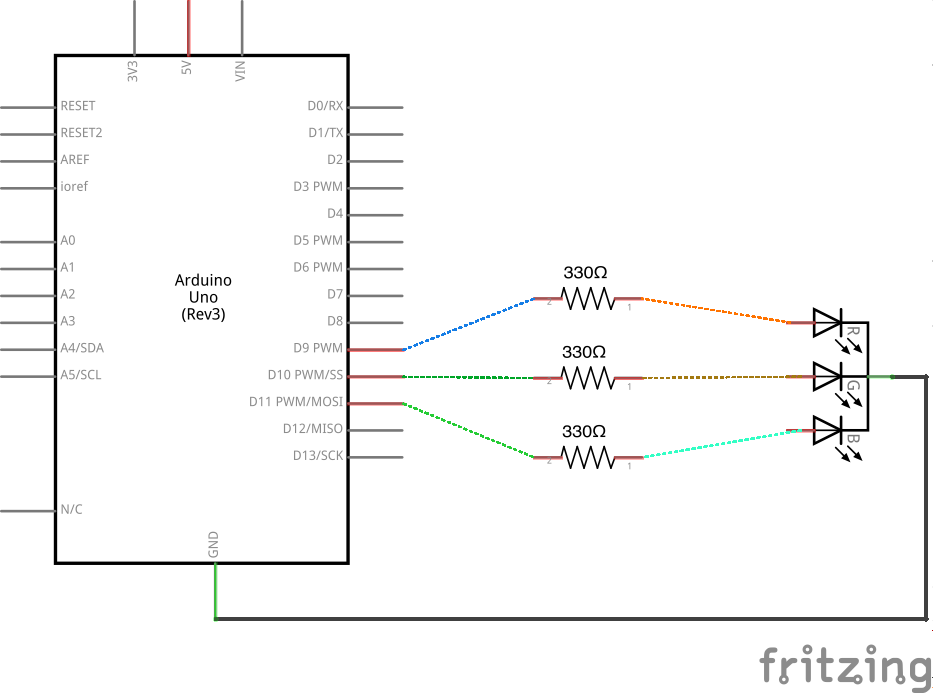 3V3
5V
VIN
RESET
RESET2
AREF
ioref
A0
A1
A2
A3
A4/SDA
A5/SCL
N/C
Arduino
Uno
(Rev3)
D0/RX
D1/TX
D2
D3 PWM
D4
D5 PWM
D6 PWM
D7
D8
D9 PWM
D10 PWM/SS
D11 PWM/MOSI
D12/MISO
D13/SCK
GND
330Ω
2
1
330Ω
2
1
330Ω
2
1
R
G
B
fritzing